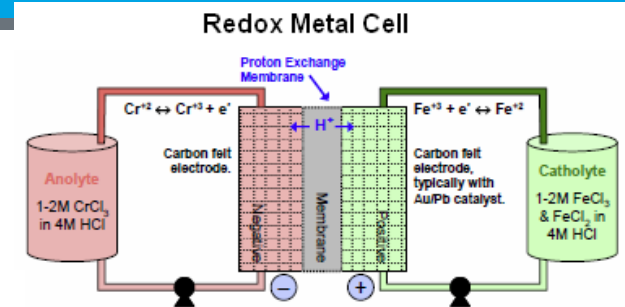 Redox Metal Cell
Proton Exchange
Membrane
Cr⁺² ↔ Cr⁺³ + e⁻
Fe⁺³ + e⁻ ↔ Fe⁺²
H⁺
Carbon felt
electrode.
Carbon felt
electrode,
typically with
Au/Pb catalyst.
Anolyte
1-2M CrCl₃
in 4M HCl
Catholyte
1-2M FeCl₃
& FeCl₂ in
4M HCl
Negative
Membrane
Positive
−
+